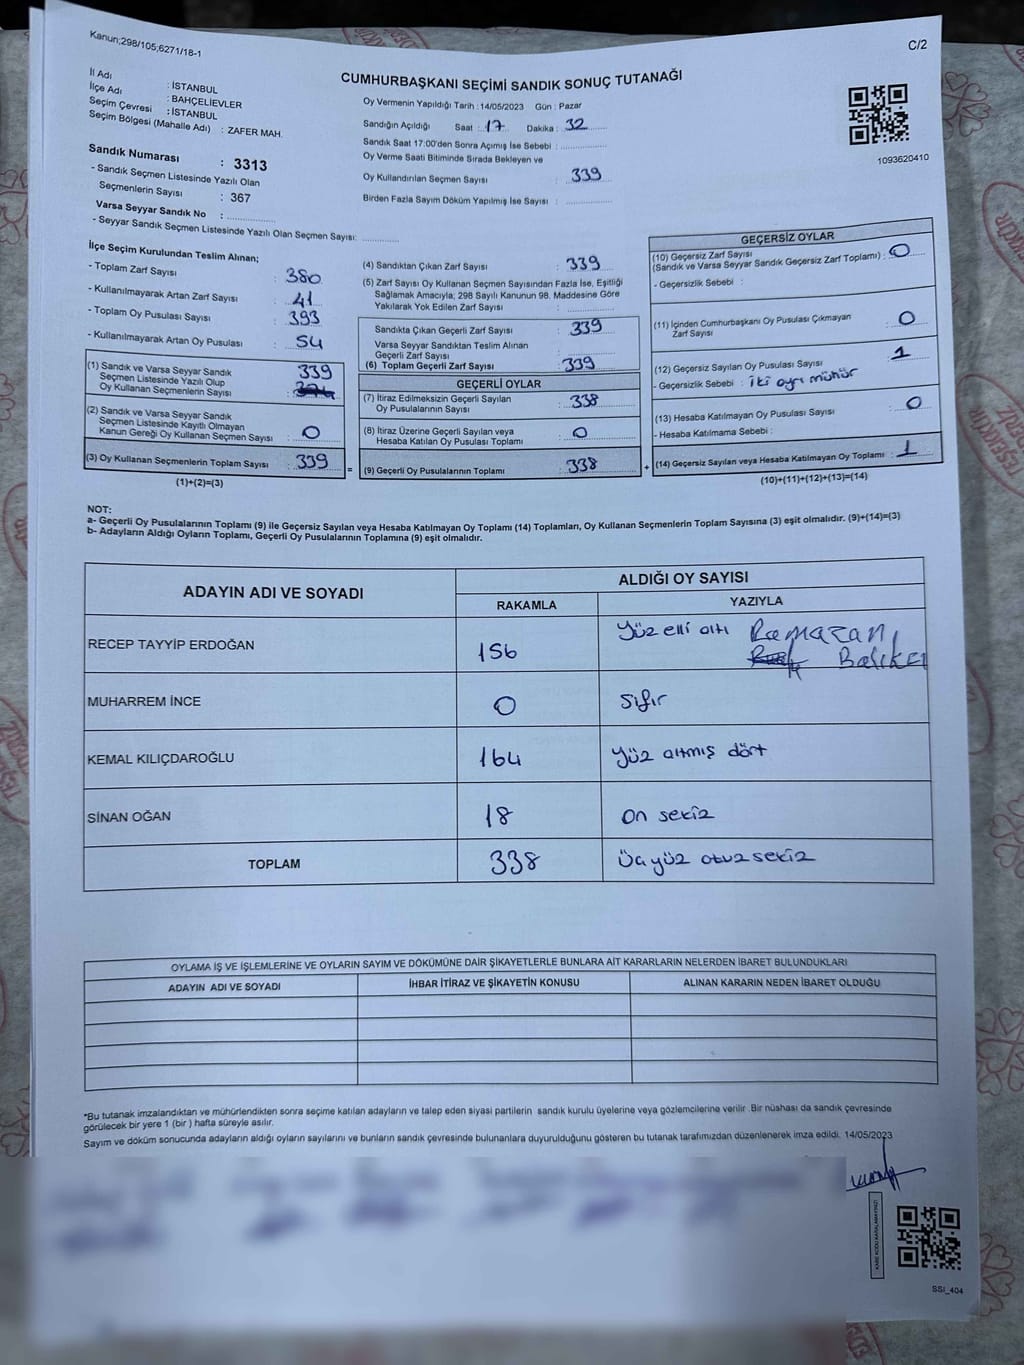 Kanun;298/105;6271/18-1
C/2
CUMHURBAŞKANI SEÇİMİ SANDIK SONUÇ TUTANAĞI
İl Adı : İSTANBUL
İlçe Adı : BAHÇELİEVLER
Seçim Çevresi : İSTANBUL
Seçim Bölgesi (Mahalle Adı) : ZAFER MAH.
Sandık Numarası : 3313
- Sandık Seçmen Listesinde Yazılı Olan
Seçmenlerin Sayısı : 367
Varsa Seyyar Sandık No : ............
- Seyyar Sandık Seçmen Listesinde Yazılı Olan Seçmen Sayısı: ............
Oy Vermenin Yapıldığı Tarih : 14/05/2023 Gün : Pazar
Sandığın Açıldığı Saat : 17 Dakika : 32
Sandık Saat 17:00'den Sonra Açımış İse Sebebi : ............
Oy Verme Saati Bitiminde Sırada Bekleyen ve
Oy Kullandırılan Seçmen Sayısı : 339
Birden Fazla Sayım Döküm Yapılmış İse Sayısı : ............
1093620410
İlçe Seçim Kurulundan Teslim Alınan;
- Toplam Zarf Sayısı : 380
- Kullanılmayarak Artan Zarf Sayısı : 41
- Toplam Oy Pusulası Sayısı : 393
- Kullanılmayarak Artan Oy Pusulası : 54
(1) Sandık ve Varsa Seyyar Sandık
Seçmen Listesinde Yazılı Olup
Oy Kullanan Seçmenlerin Sayısı : 339
(2) Sandık ve Varsa Seyyar Sandık
Seçmen Listesinde Kayıtlı Olmayan
Kanun Gereği Oy Kullanan Seçmen Sayısı : 0
(3) Oy Kullanan Seçmenlerin Toplam Sayısı : 339
(1)+(2)=(3)
=
(4) Sandıktan Çıkan Zarf Sayısı : 339
(5) Zarf Sayısı Oy Kullanan Seçmen Sayısından Fazla İse, Eşitliği
Sağlamak Amacıyla; 298 Sayılı Kanunun 98. Maddesine Göre
Yakılarak Yok Edilen Zarf Sayısı : ............
Sandıkta Çıkan Geçerli Zarf Sayısı : 339
Varsa Seyyar Sandıktan Teslim Alınan
Geçerli Zarf Sayısı : ............
(6) Toplam Geçerli Zarf Sayısı : 339
GEÇERLİ OYLAR
(7) İtiraz Edilmeksizin Geçerli Sayılan
Oy Pusulalarının Sayısı : 338
(8) İtiraz Üzerine Geçerli Sayılan veya
Hesaba Katılan Oy Pusulası Toplamı : 0
(9) Geçerli Oy Pusulalarının Toplamı : 338
+
GEÇERSİZ OYLAR
(10) Geçersiz Zarf Sayısı
(Sandık ve Varsa Seyyar Sandık Geçersiz Zarf Toplamı) : 0
- Geçersizlik Sebebi :
(11) İçinden Cumhurbaşkanı Oy Pusulası Çıkmayan
Zarf Sayısı : 0
(12) Geçersiz Sayılan Oy Pusulası Sayısı : 1
- Geçersizlik Sebebi : iki ayrı mühür
(13) Hesaba Katılmayan Oy Pusulası Sayısı : 0
- Hesaba Katılmama Sebebi :
(14) Geçersiz Sayılan veya Hesaba Katılmayan Oy Toplamı : 1
(10)+(11)+(12)+(13)=(14)
NOT:
a- Geçerli Oy Pusulalarının Toplamı (9) ile Geçersiz Sayılan veya Hesaba Katılmayan Oy Toplamı (14) Toplamları, Oy Kullanan Seçmenlerin Toplam Sayısına (3) eşit olmalıdır. (9)+(14)=(3)
b- Adayların Aldığı Oyların Toplamı, Geçerli Oy Pusulalarının Toplamına (9) eşit olmalıdır.
ADAYIN ADI VE SOYADI
ALDIĞI OY SAYISI
RAKAMLA YAZIYLA
RECEP TAYYİP ERDOĞAN 156 Yüz elli altı Ramazan
Balıker
MUHARREM İNCE 0 Sıfır
KEMAL KILIÇDAROĞLU 164 Yüz altmış dört
SİNAN OĞAN 18 on sekiz
TOPLAM 338 Üçyüz otuz sekiz
OYLAMA İŞ VE İŞLEMLERİNE VE OYLARIN SAYIM VE DÖKÜMÜNE DAİR ŞİKAYETLERLE BUNLARA AİT KARARLARIN NELERDEN İBARET BULUNDUKLARI
ADAYIN ADI VE SOYADI İHBAR İTİRAZ VE ŞİKAYETİN KONUSU ALINAN KARARIN NEDEN İBARET OLDUĞU
*Bu tutanak imzalandıktan ve mühürlendikten sonra seçime katılan adayların ve talep eden siyasi partilerin sandık kurulu üyelerine veya gözlemcilerine verilir. Bir nüshası da sandık çevresinde
görülecek bir yere 1 (bir ) hafta süreyle asılır.
Sayım ve döküm sonucunda adayların aldığı oyların sayılarını ve bunların sandık çevresinde bulunanlara duyurulduğunu gösteren bu tutanak tarafımızdan düzenlenerek imza edildi. 14/05/2023
KARE KODU KARALAMAYINIZ!
SSI_404